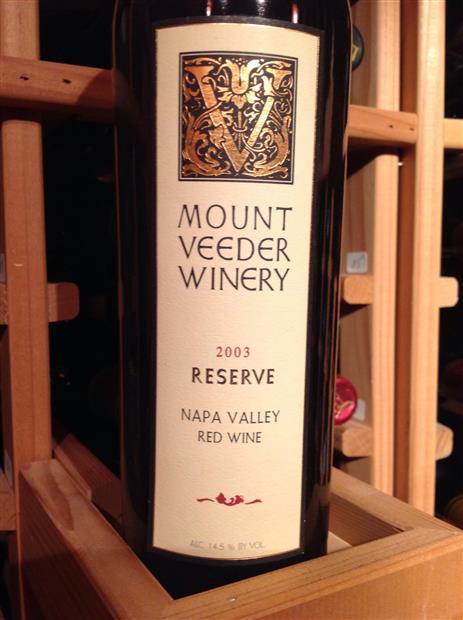 V
MOUNT
VEEDER
WINERY
2003
RESERVE
NAPA VALLEY
RED WINE
ALC. 14.5 % BY VOL.